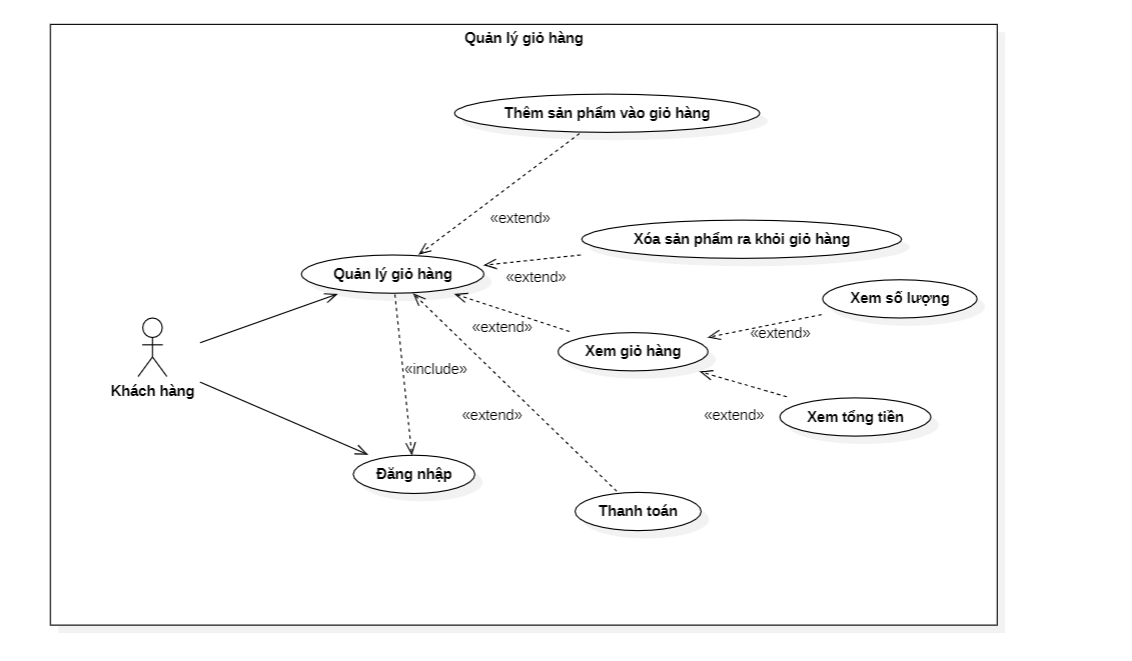 Quản lý giỏ hàng
Thêm sản phẩm vào giỏ hàng
«extend»
Xóa sản phẩm ra khỏi giỏ hàng
Quản lý giỏ hàng
«extend»
Xem số lượng
«extend»
«extend»
Xem giỏ hàng
«include»
Khách hàng
«extend»
«extend»
Xem tổng tiền
Đăng nhập
Thanh toán